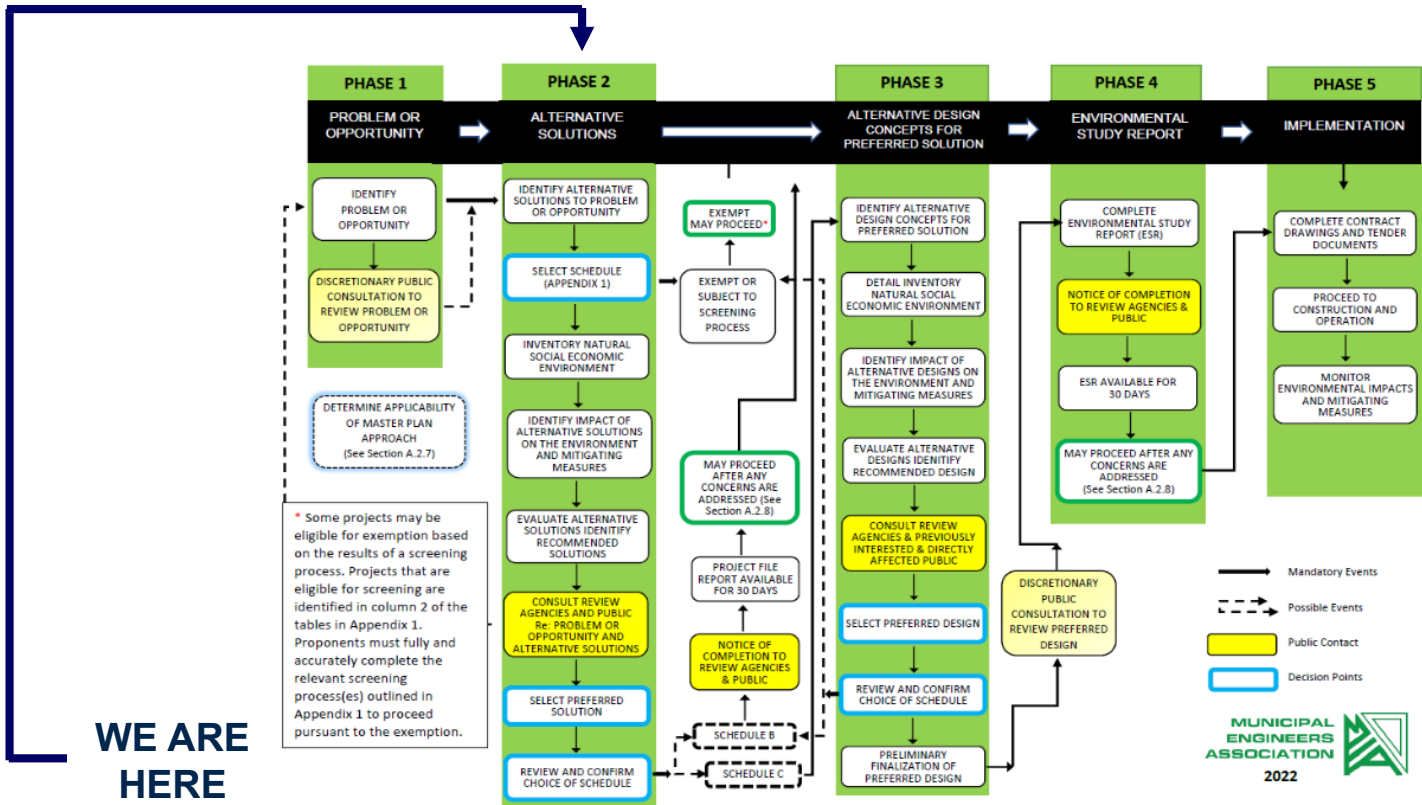 PHASE 1
PROBLEM OR
OPPORTUNITY
IDENTIFY
PROBLEM OR
OPPORTUNITY
DISCRETIONARY PUBLIC
CONSULTATION TO
REVIEW PROBLEM OR
OPPORTUNITY
DETERMINE APPLICABILITY
OF MASTER PLAN
APPROACH
(See Section A.2.7)
* Some projects may be
eligible for exemption based
on the results of a screening
process. Projects that are
eligible for screening are
identified in column 2 of the
tables in Appendix 1.
Proponents must fully and
accurately complete the
relevant screening
process(es) outlined in
Appendix 1 to proceed
pursuant to the exemption.
WE ARE
HERE
PHASE 2
ALTERNATIVE
SOLUTIONS
IDENTIFY ALTERNATIVE
SOLUTIONS TO PROBLEM
OR OPPORTUNITY
SELECT SCHEDULE
(APPENDIX 1)
INVENTORY NATURAL
SOCIAL ECONOMIC
ENVIRONMENT
IDENTIFY IMPACT OF
ALTERNATIVE SOLUTIONS
ON THE ENVIRONMENT
AND MITIGATING
MEASURES
EVALUATE ALTERNATIVE
SOLUTIONS IDENTIFY
RECOMMENDED
SOLUTIONS
CONSULT REVIEW
AGENCIES AND PUBLIC
Re: PROBLEM OR
OPPORTUNITY AND
ALTERNATIVE SOLUTIONS
SELECT PREFERRED
SOLUTION
REVIEW AND CONFIRM
CHOICE OF SCHEDULE
EXEMPT
MAY PROCEED*
EXEMPT OR
SUBJECT TO
SCREENING
PROCESS
MAY PROCEED
AFTER ANY
CONCERNS ARE
ADDRESSED (See
Section A.2.8)
PROJECT FILE
REPORT AVAILABLE
FOR 30 DAYS
NOTICE OF
COMPLETION TO
REVIEW AGENCIES
& PUBLIC
SCHEDULE B
SCHEDULE C
PHASE 3
ALTERNATIVE DESIGN
CONCEPTS FOR
PREFERRED SOLUTION
IDENTIFY ALTERNATIVE
DESIGN CONCEPTS FOR
PREFERRED SOLUTION
DETAIL INVENTORY
NATURAL SOCIAL
ECONOMIC ENVIRONMENT
IDENTIFY IMPACT OF
ALTERNATIVE DESIGNS ON
THE ENVIRONMENT AND
MITIGATING MEASURES
EVALUATE ALTERNATIVE
DESIGNS IDENITIFY
RECOMMENDED DESIGN
CONSULT REVIEW
AGENCIES & PREVIOUSLY
INTERESTED & DIRECTLY
AFFECTED PUBLIC
SELECT PREFERRED DESIGN
REVIEW AND CONFIRM
CHOICE OF SCHEDULE
PRELIMINARY
FINALIZATION OF
PREFERRED DESIGN
PHASE 4
ENVIRONMENTAL
STUDY REPORT
COMPLETE
ENVIRONMENTAL STUDY
REPORT (ESR)
NOTICE OF COMPLETION
TO REVIEW AGENCIES &
PUBLIC
ESR AVAILABLE FOR
30 DAYS
MAY PROCEED AFTER ANY
CONCERNS ARE
ADDRESSED
(See Section A.2.8)
DISCRETIONARY
PUBLIC
CONSULTATION TO
REVIEW PREFERRED
DESIGN
PHASE 5
IMPLEMENTATION
COMPLETE CONTRACT
DRAWINGS AND TENDER
DOCUMENTS
PROCEED TO
CONSTRUCTION AND
OPERATION
MONITOR
ENVIRONMENTAL IMPACTS
AND MITIGATING
MEASURES
Mandatory Events
Possible Events
Public Contact
Decision Points
MUNICIPAL
ENGINEERS
ASSOCIATION
2022